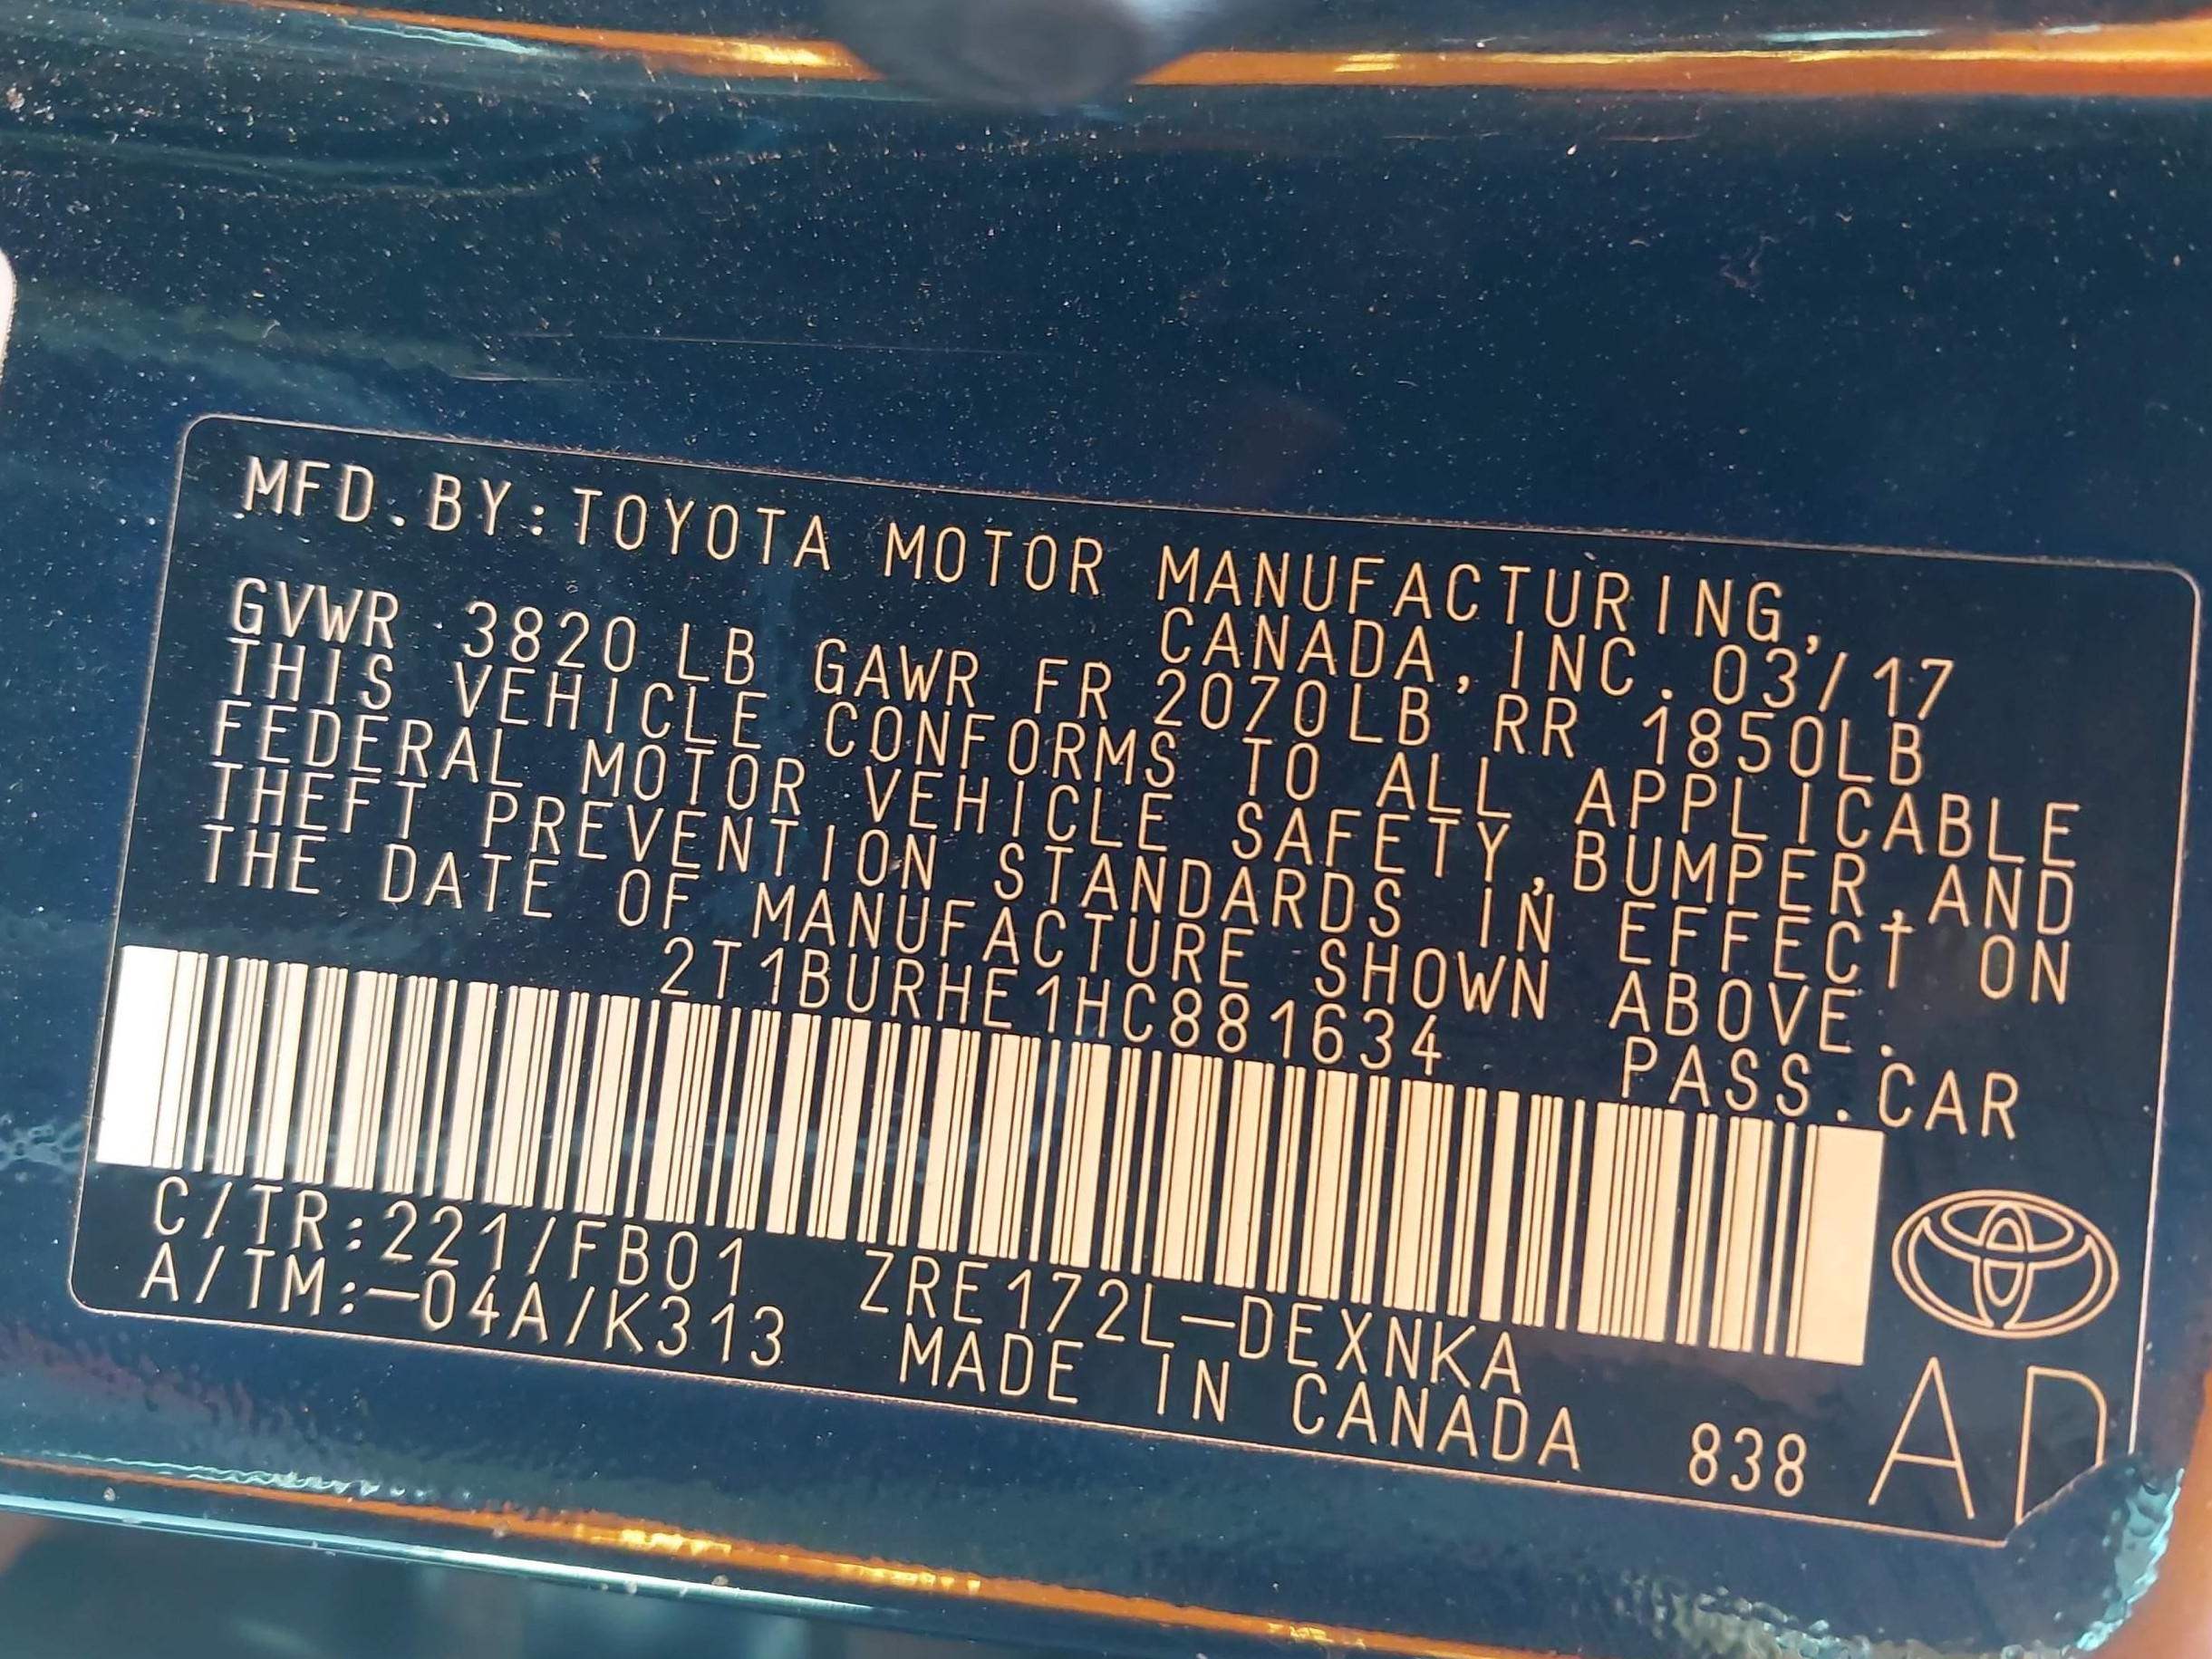 MFD.BY:TOYOTA MOTOR MANUFACTURING,
CANADA,INC. 03/17
GVWR 3820LB GAWR FR 2070LB RR 1850LB
THIS VEHICLE CONFORMS TO ALL APPLICABLE
FEDERAL MOTOR VEHICLE SAFETY,BUMPER,AND
THEFT PREVENTION STANDARDS IN EFFECT ON
THE DATE OF MANUFACTURE SHOWN ABOVE.
2T1BURHE1HC881634 PASS.CAR
C/TR:221/FB01 ZRE172L-DEXNKA
A/TM:-04A/K313 MADE IN CANADA 838 AD